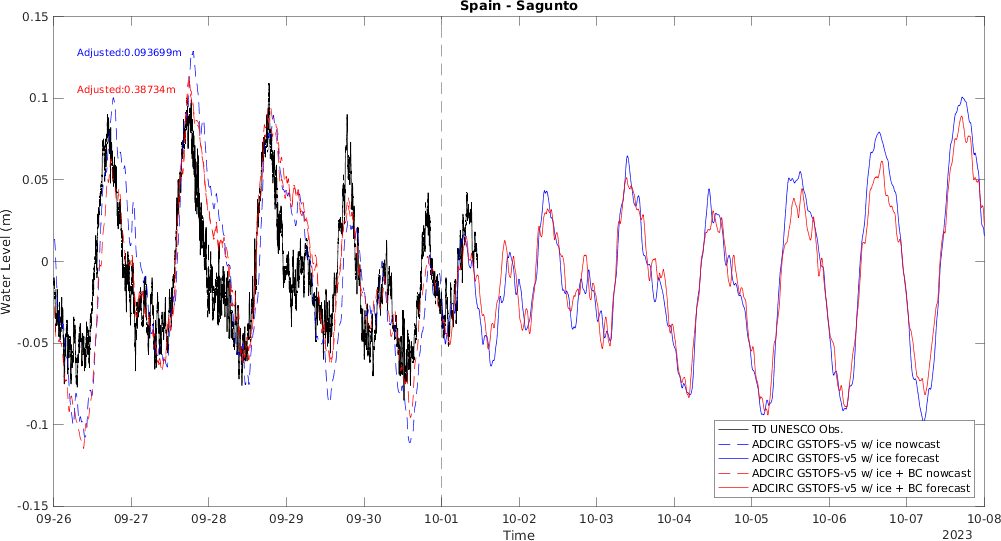 Spain - Sagunto
0.15
0.1
0.05
0
-0.05
-0.1
-0.15
Water Level (m)
Adjusted:0.093699m
Adjusted:0.38734m
TD UNESCO Obs.
ADCIRC GSTOFS-v5 w/ ice nowcast
ADCIRC GSTOFS-v5 w/ ice forecast
ADCIRC GSTOFS-v5 w/ ice + BC nowcast
ADCIRC GSTOFS-v5 w/ ice + BC forecast
09-26 09-27 09-28 09-29 09-30 10-01 10-02 10-03 10-04 10-05 10-06 10-07 10-08
Time
2023